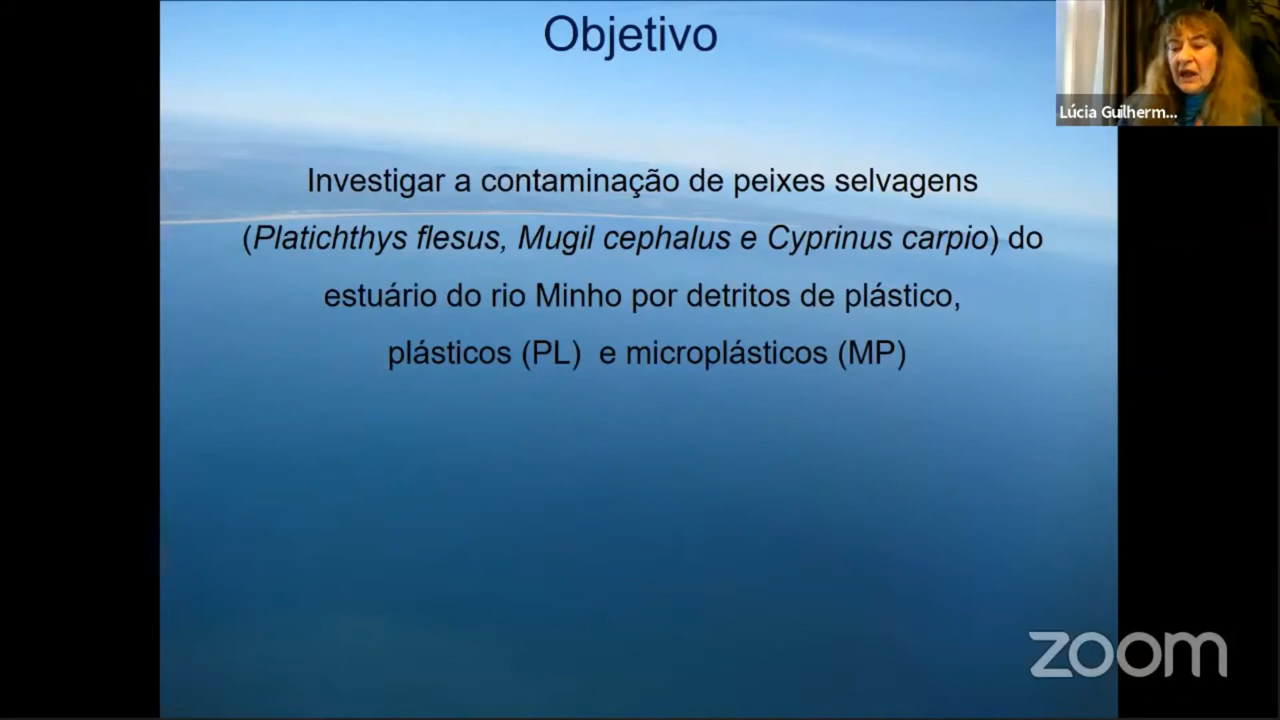 Objetivo
Lúcia Guilherm...
Investigar a contaminação de peixes selvagens
(Platichthys flesus, Mugil cephalus e Cyprinus carpio) do
estuário do rio Minho por detritos de plástico,
plásticos (PL) e microplásticos (MP)
zoom